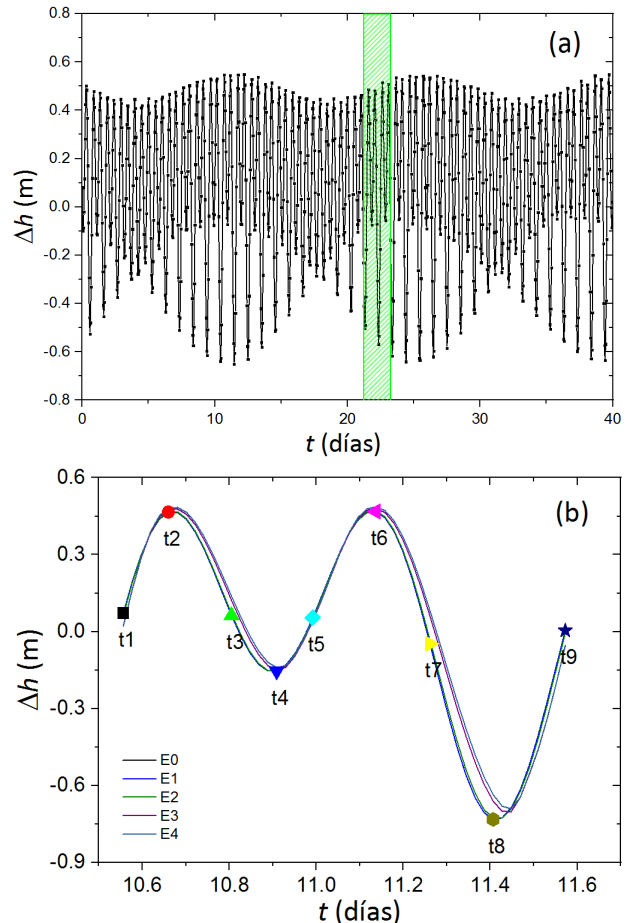 (a)
0.8
0.6
0.4
0.2
0.0
-0.2
-0.4
-0.6
-0.8
Δh (m)
0
10
20
30
40
t (días)
(b)
0.6
0.3
0.0
-0.3
-0.6
-0.9
Δh (m)
t1
t2
t3
t4
t5
t6
t7
t8
t9
E0
E1
E2
E3
E4
10.6
10.8
11.0
11.2
11.4
11.6
t (días)